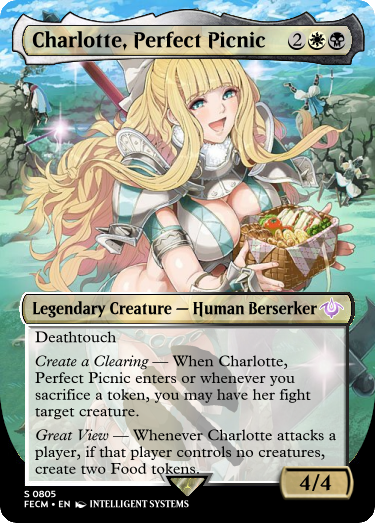 Charlotte, Perfect Picnic 2
Legendary Creature — Human Berserker
Deathtouch
Create a Clearing — When Charlotte,
Perfect Picnic enters or whenever you
sacrifice a token, you may have her fight
target creature.
Great View — Whenever Charlotte attacks a
player, if that player controls no creatures,
create two Food tokens.
4/4
S 0805
FECM • EN INTELLIGENT SYSTEMS